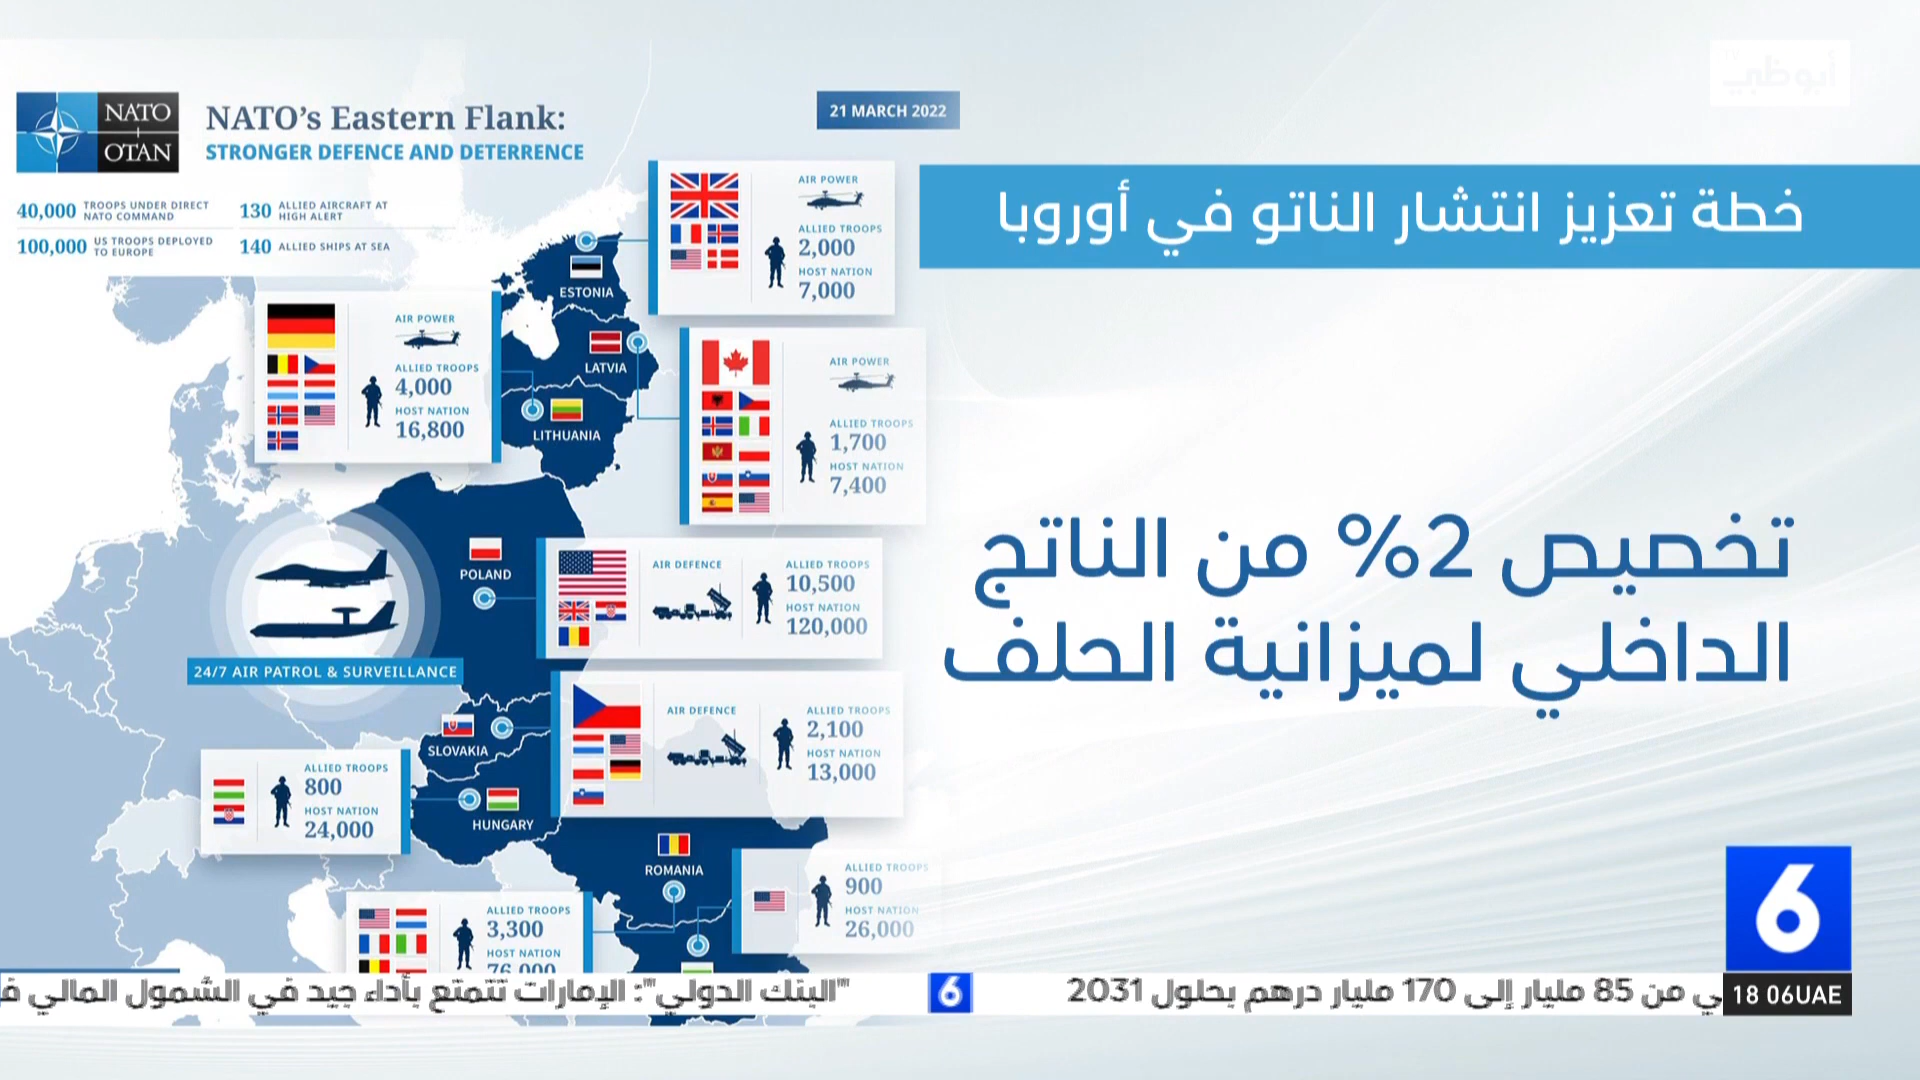 أبوظبي
NATO
OTAN
NATO's Eastern Flank:
STRONGER DEFENCE AND DETERRENCE
21 MARCH 2022
40,000 TROOPS UNDER DIRECT NATO COMMAND
130 ALLIED AIRCRAFT AT HIGH ALERT
100,000 US TROOPS DEPLOYED TO EUROPE
140 ALLIED SHIPS AT SEA
خطة تعزيز انتشار الناتو في أوروبا
AIR POWER
ALLIED TROOPS
2,000
HOST NATION
7,000
ESTONIA
AIR POWER
ALLIED TROOPS
4,000
HOST NATION
16,800
LATVIA
LITHUANIA
AIR POWER
ALLIED TROOPS
1,700
HOST NATION
7,400
تخصيص 2% من الناتج
الداخلي لميزانية الحلف
POLAND
AIR DEFENCE
ALLIED TROOPS
10,500
HOST NATION
120,000
24/7 AIR PATROL & SURVEILLANCE
SLOVAKIA
AIR DEFENCE
ALLIED TROOPS
2,100
HOST NATION
13,000
ALLIED TROOPS
800
HOST NATION
24,000
HUNGARY
ROMANIA
ALLIED TROOPS
900
HOST NATION
26,000
ALLIED TROOPS
3,300
HOST NATION
76,000
6
18 06UAE
ي من 85 مليار إلى 170 مليار درهم بحلول 2031
6
"البنك الدولي": الإمارات تتمتع بأداء جيد في الشمول المالي